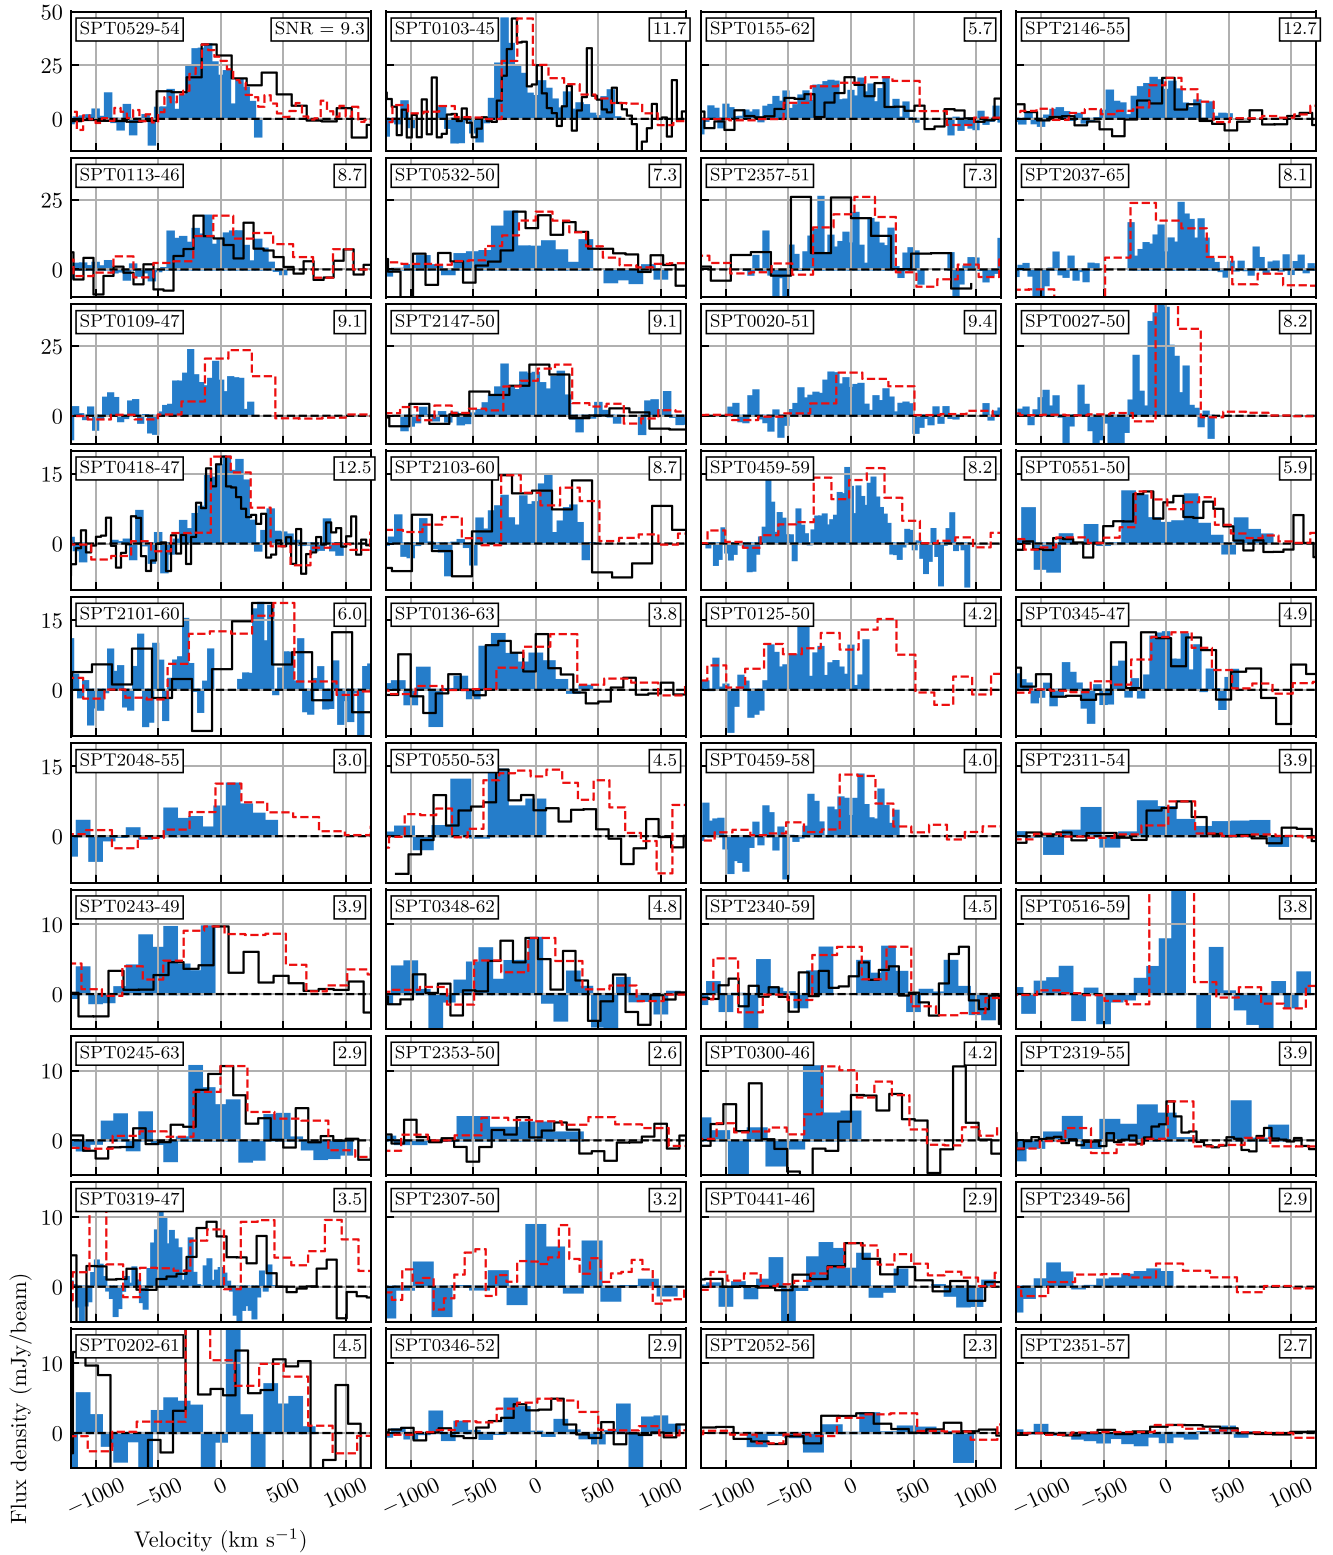 50 SPT0529-54 SNR = 9.3 SPT0103-45 11.7 SPT0155-62 5.7 SPT2146-55 12.7
25
0
SPT0113-46 8.7 SPT0532-50 7.3 SPT2357-51 7.3 SPT2037-65 8.1
25
0
SPT0109-47 9.1 SPT2147-50 9.1 SPT0020-51 9.4 SPT0027-50 8.2
25
0
SPT0418-47 12.5 SPT2103-60 8.7 SPT0459-59 8.2 SPT0551-50 5.9
15
0
SPT2101-60 6.0 SPT0136-63 3.8 SPT0125-50 4.2 SPT0345-47 4.9
15
0
SPT2048-55 3.0 SPT0550-53 4.5 SPT0459-58 4.0 SPT2311-54 3.9
15
0
SPT0243-49 3.9 SPT0348-62 4.8 SPT2340-59 4.5 SPT0516-59 3.8
10
0
SPT0245-63 2.9 SPT2353-50 2.6 SPT0300-46 4.2 SPT2319-55 3.9
10
0
SPT0319-47 3.5 SPT2307-50 3.2 SPT0441-46 2.9 SPT2349-56 2.9
10
0
SPT0202-61 4.5 SPT0346-52 2.9 SPT2052-56 2.3 SPT2351-57 2.7
10
0
−1000 −500 0 500 1000 −1000 −500 0 500 1000 −1000 −500 0 500 1000 −1000 −500 0 500 1000
Velocity (km s⁻¹)
Flux density (mJy/beam)